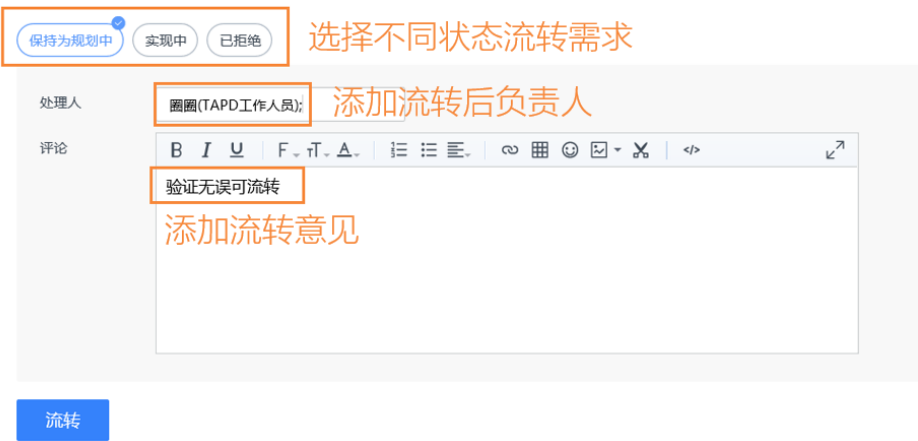 保持为规划中 实现中 已拒绝 选择不同状态流转需求
处理人 圈圈(TAPD工作人员); 添加流转后负责人
评论 B I U F TT A </>
验证无误可流转
添加流转意见
流转